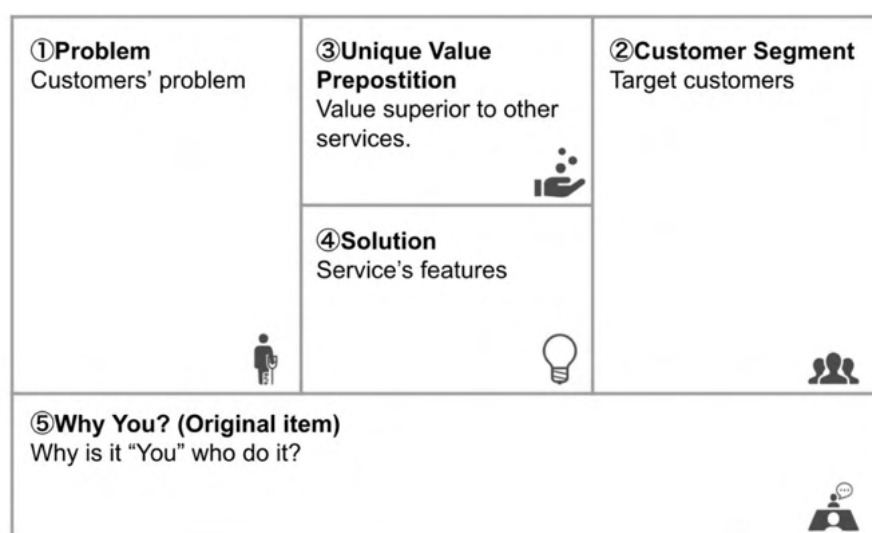 ①Problem
Customers’ problem
③Unique Value
Prepostition
Value superior to other
services.
②Customer Segment
Target customers
④Solution
Service’s features
⑤Why You? (Original item)
Why is it “You” who do it?